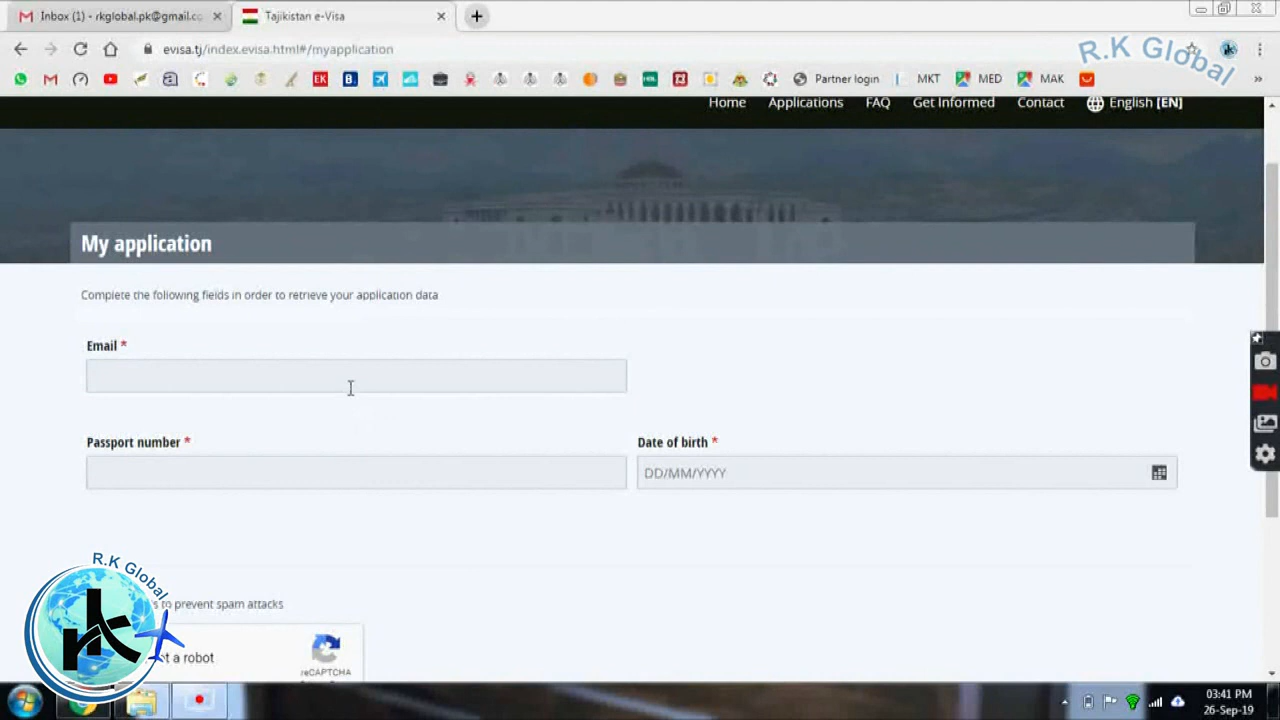 Inbox (1) - rkglobal.pk@gmail.co
Tajikistan e-Visa
evisa.tj/index.evisa.html#/myapplication
R.K Global
EK
B.
HBL
Partner login
MKT
MED
MAK
Home
Applications
FAQ
Get Informed
Contact
English [EN]
My application
Complete the following fields in order to retrieve your application data
Email *
Passport number *
Date of birth *
DD/MM/YYYY
R.K Global
rk
to prevent spam attacks
a robot
reCAPTCHA
03:41 PM
26-Sep-19